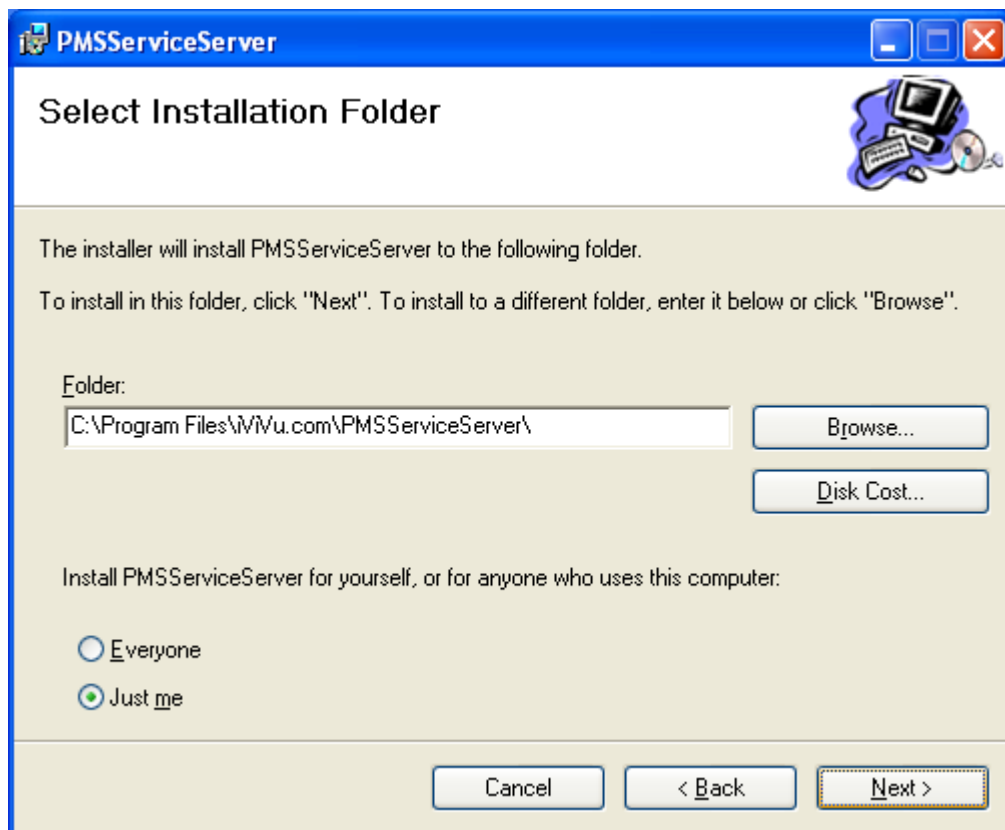 PMSServiceServer
Select Installation Folder
The installer will install PMSServiceServer to the following folder.
To install in this folder, click "Next". To install to a different folder, enter it below or click "Browse".
Folder:
C:\Program Files\iViVu.com\PMSServiceServer\
Browse...
Disk Cost...
Install PMSServiceServer for yourself, or for anyone who uses this computer:
Everyone
Just me
Cancel
< Back
Next >